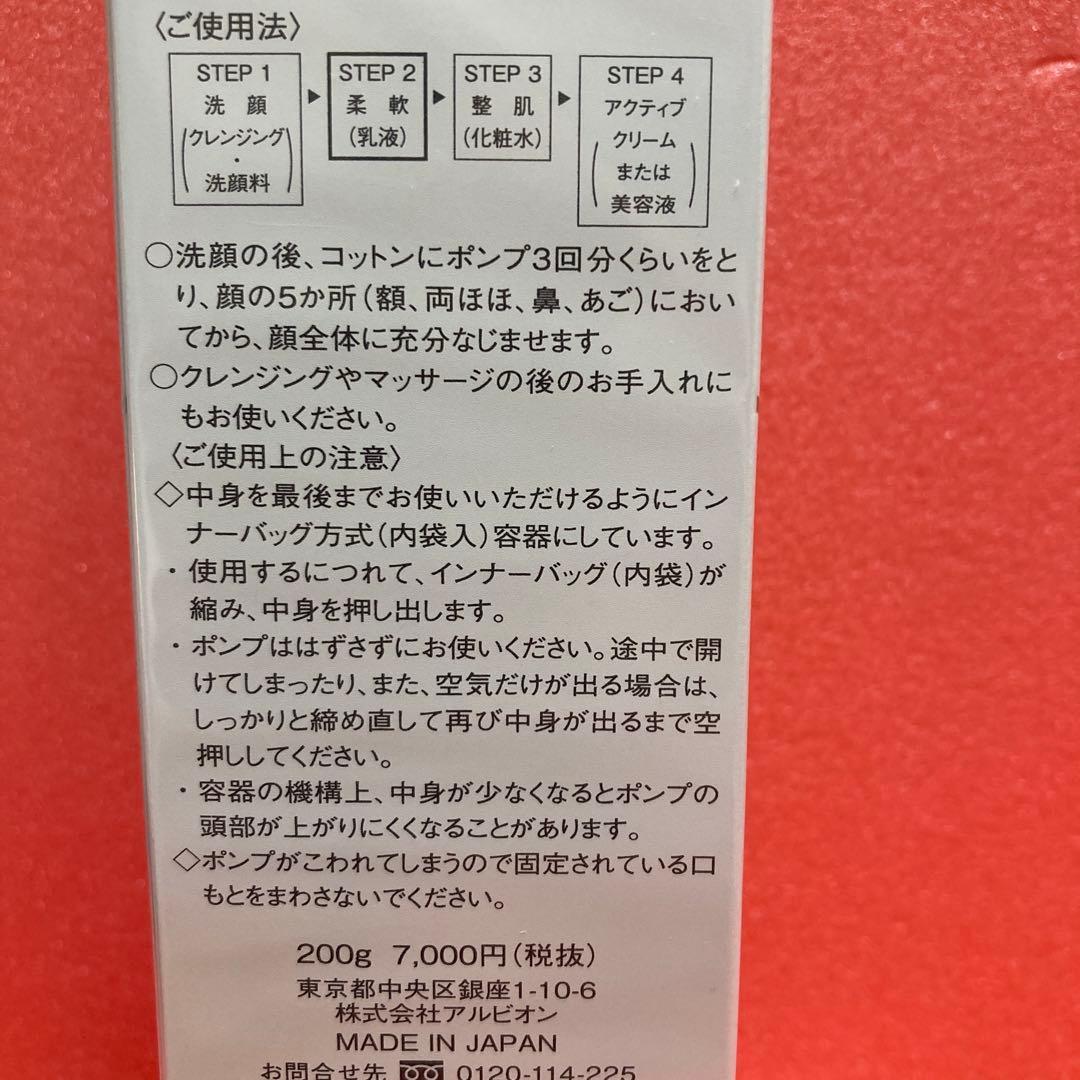 〈ご使用法〉
STEP 1
洗 顔
(クレンジング
・
洗顔料)
▶
STEP 2
柔 軟
(乳液)
▶
STEP 3
整 肌
(化粧水)
▶
STEP 4
アクティブ
(クリーム
または
美容液)
○洗顔の後、コットンにポンプ3回分くらいをと
り、顔の5か所(額、両ほほ、鼻、あご)におい
てから、顔全体に充分なじませます。
○クレンジングやマッサージの後のお手入れに
もお使いください。
〈ご使用上の注意〉
◇中身を最後までお使いいただけるようにイン
ナーバッグ方式(内袋入)容器にしています。
・使用するにつれて、インナーバッグ(内袋)が
縮み、中身を押し出します。
・ポンプははずさずにお使いください。途中で開
けてしまったり、また、空気だけが出る場合は、
しっかりと締め直して再び中身が出るまで空
押ししてください。
・容器の機構上、中身が少なくなるとポンプの
頭部が上がりにくくなることがあります。
◇ポンプがこわれてしまうので固定されている口
もとをまわさないでください。
200g 7,000円(税抜)
東京都中央区銀座1-10-6
株式会社アルビオン
MADE IN JAPAN
お問合せ先 0120-114-225